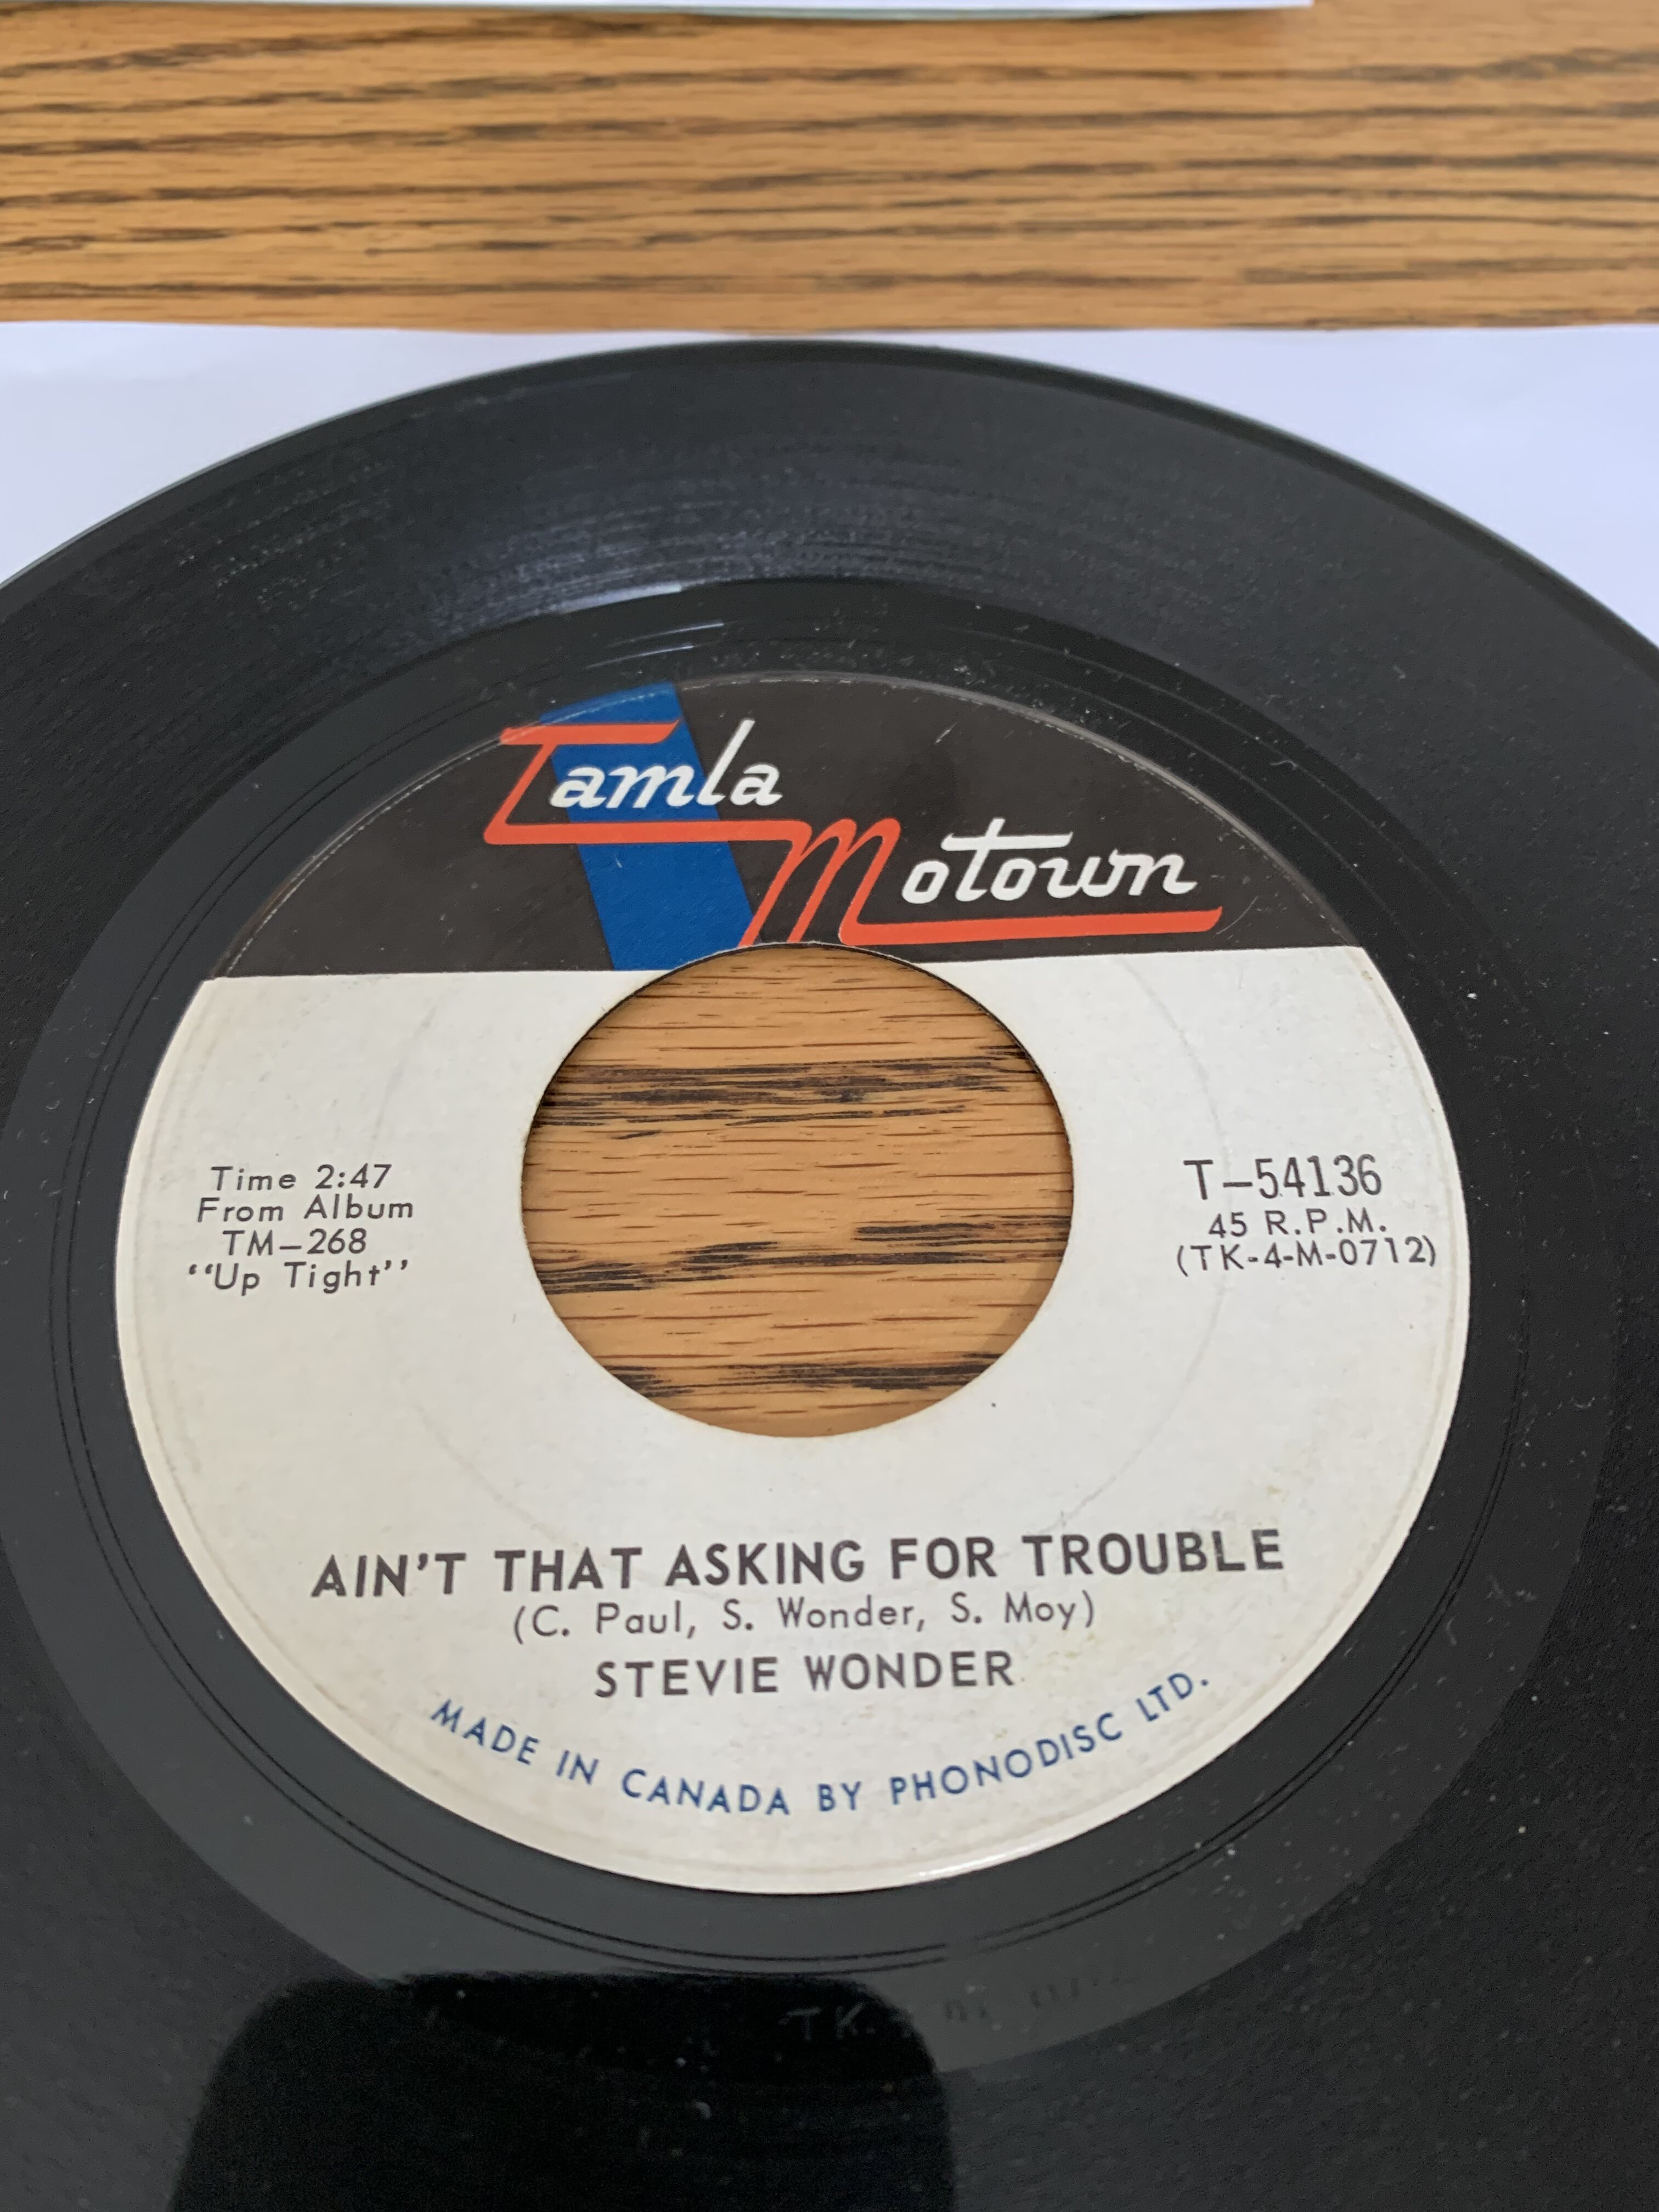 Tamla
Motown
Time 2:47
From Album
TM-268
"Up Tight"
T-54136
45 R.P.M.
(TK-4-M-0712)
AIN'T THAT ASKING FOR TROUBLE
(C. Paul, S. Wonder, S. Moy)
STEVIE WONDER
MADE IN CANADA BY PHONODISC LTD.